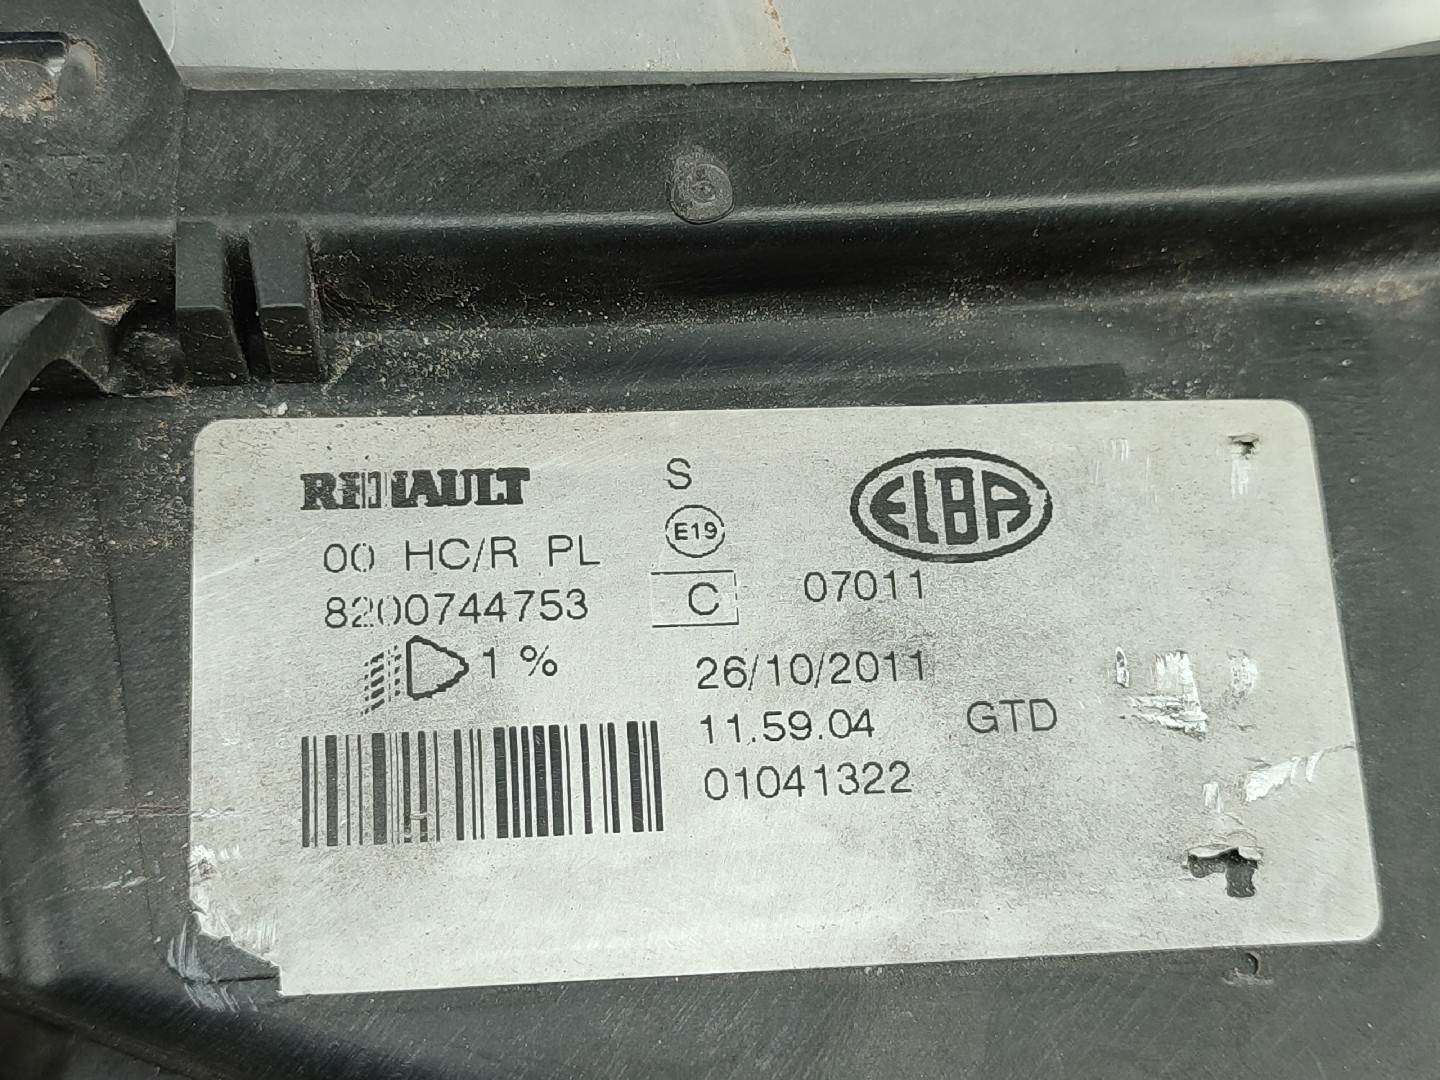 RENAULT
S
ELBA
E19
00 HC/R PL
8200744753
C
07011
1 %
26/10/2011
11.59.04
GTD
01041322